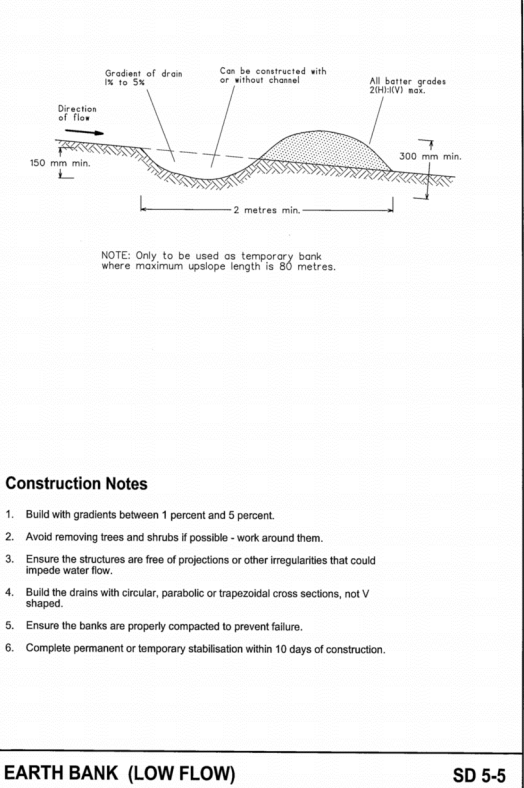 Gradient of drain
1% to 5%
Can be constructed with
or without channel
All batter grades
2(H):1(V) max.
Direction
of flow
150 mm min.
300 mm min.
2 metres min.
NOTE: Only to be used as temporary bank
where maximum upslope length is 80 metres.
Construction Notes
1. Build with gradients between 1 percent and 5 percent.
2. Avoid removing trees and shrubs if possible - work around them.
3. Ensure the structures are free of projections or other irregularities that could
impede water flow.
4. Build the drains with circular, parabolic or trapezoidal cross sections, not V
shaped.
5. Ensure the banks are properly compacted to prevent failure.
6. Complete permanent or temporary stabilisation within 10 days of construction.
EARTH BANK (LOW FLOW)
SD 5-5